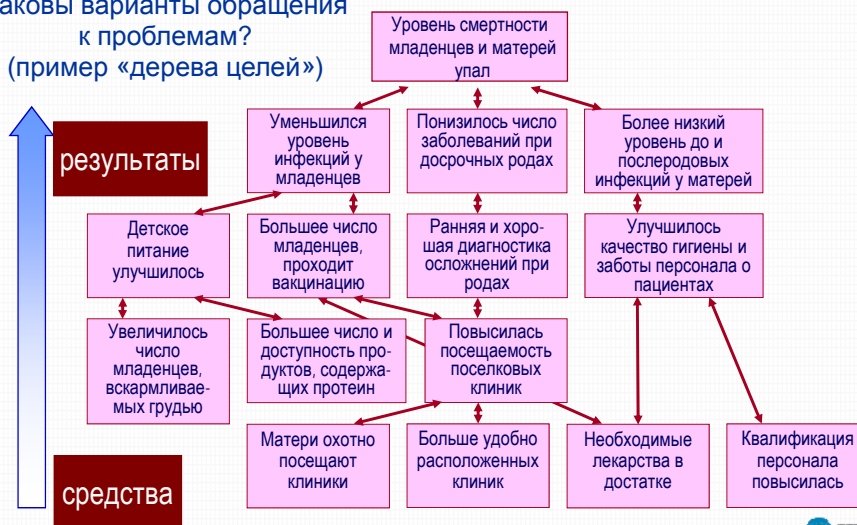 аковы варианты обращения
к проблемам?
(пример «дерева целей»)
Уровень смертности
младенцев и матерей
упал
результаты
Уменьшился
уровень
инфекций у
младенцев
Понизилось число
заболеваний при
досрочных родах
Более низкий
уровень до и
послеродовых
инфекций у матерей
Детское
питание
улучшилось
Большее число
младенцев,
проходит
вакцинацию
Ранняя и хоро-
шая диагностика
осложнений при
родах
Улучшилось
качество гигиены и
заботы персонала о
пациентах
Увеличилось
число
младенцев,
вскармливае-
мых грудью
Большее число и
доступность про-
дуктов, содержа-
щих протеин
Повысилась
посещаемость
поселковых
клиник
средства
Матери охотно
посещают
клиники
Больше удобно
расположенных
клиник
Необходимые
лекарства в
достатке
Квалификация
персонала
повысилась